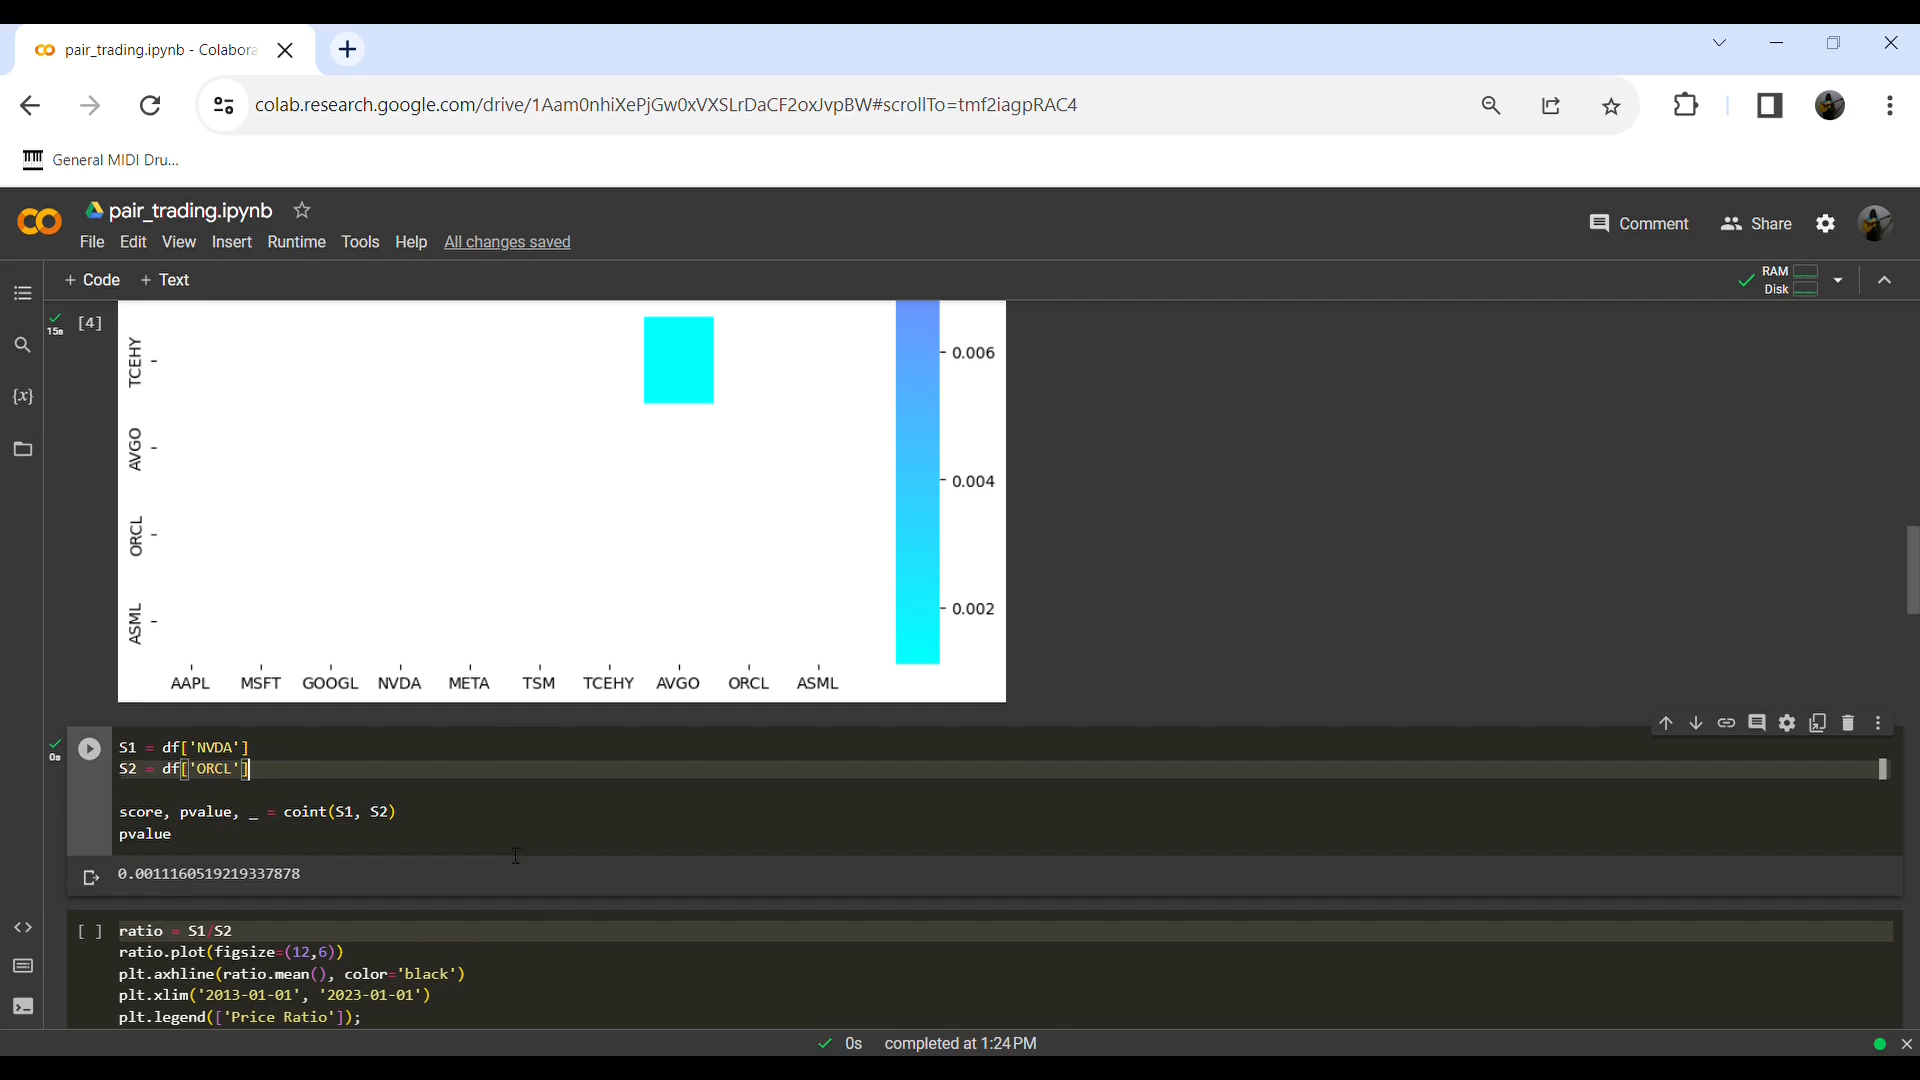 pair_trading.ipynb - Colabora
colab.research.google.com/drive/1Aam0nhiXePjGw0xVXSLrDaCF2oxJvpBW#scrollTo=tmf2iagpRAC4
General MIDI Dru...
pair_trading.ipynb
File Edit View Insert Runtime Tools Help All changes saved
Comment Share
+ Code + Text
RAM
Disk
15s
[4]
TCEHY
AVGO
ORCL
ASML
0.006
0.004
0.002
AAPL MSFT GOOGL NVDA META TSM TCEHY AVGO ORCL ASML
0s
S1 = df['NVDA']
S2 = df['ORCL']
score, pvalue, _ = coint(S1, S2)
pvalue
0.0011160519219337878
[ ]
ratio = S1/S2
ratio.plot(figsize=(12,6))
plt.axhline(ratio.mean(), color='black')
plt.xlim('2013-01-01', '2023-01-01')
plt.legend(['Price Ratio']);
0s completed at 1:24 PM